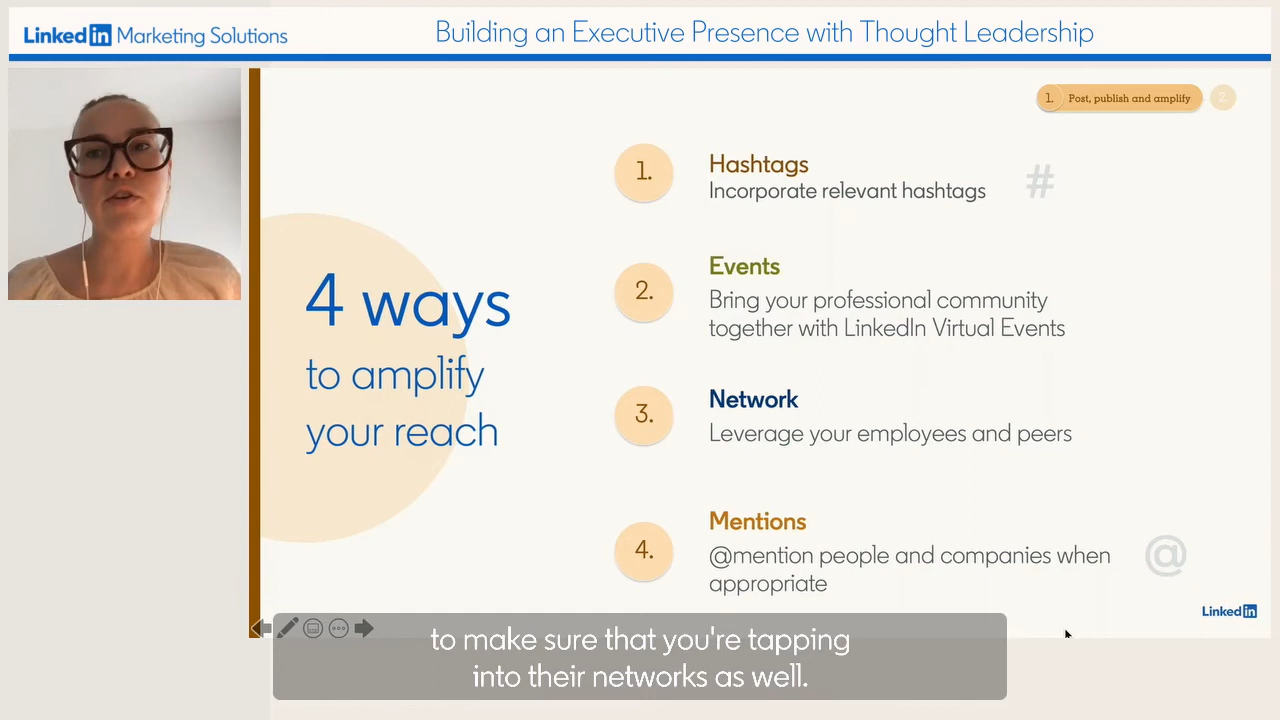 LinkedIn Marketing Solutions
Building an Executive Presence with Thought Leadership
1. Post, publish and amplify 2.
4 ways
to amplify
your reach
1. Hashtags #
Incorporate relevant hashtags
2. Events
Bring your professional community
together with LinkedIn Virtual Events
3. Network
Leverage your employees and peers
4. Mentions
@mention people and companies when @
appropriate
LinkedIn
to make sure that you're tapping
into their networks as well.